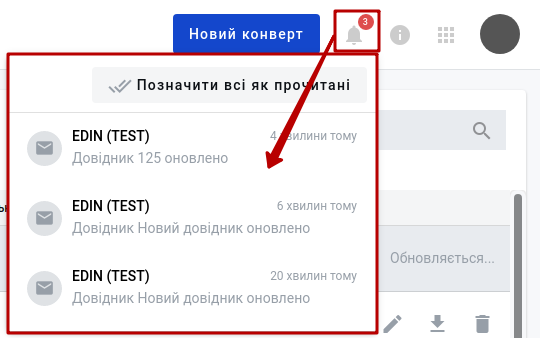 Новий конверт
3
Позначити всі як прочитані
EDIN (TEST)
4 хвилини тому
Довідник 125 оновлено
EDIN (TEST)
6 хвилин тому
Довідник Новий довідник оновлено
Обновляється...
EDIN (TEST)
20 хвилин тому
Довідник Новий довідник оновлено